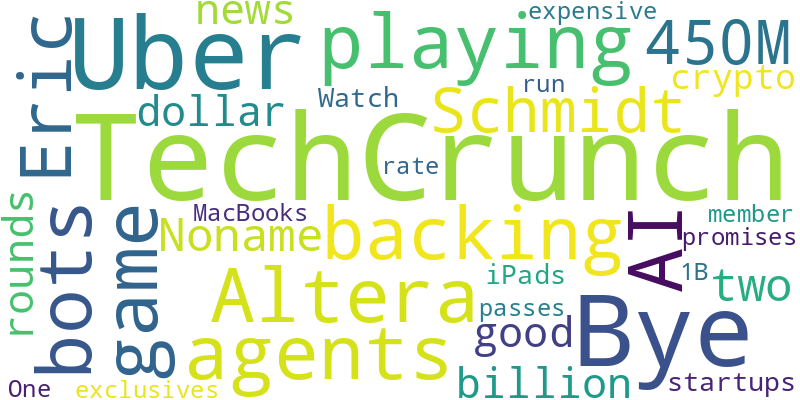 news
expensive
Uber
playing
450M
Eric
crypto
run
Watch
dollar
Schmidt
TechCrunch
rate
rounds
bots
game
MacBooks
Noname
backing
AI
member
promises
Altera
iPads
1B
two
passes
Bye
agents
good
billion
startups
One
exclusives